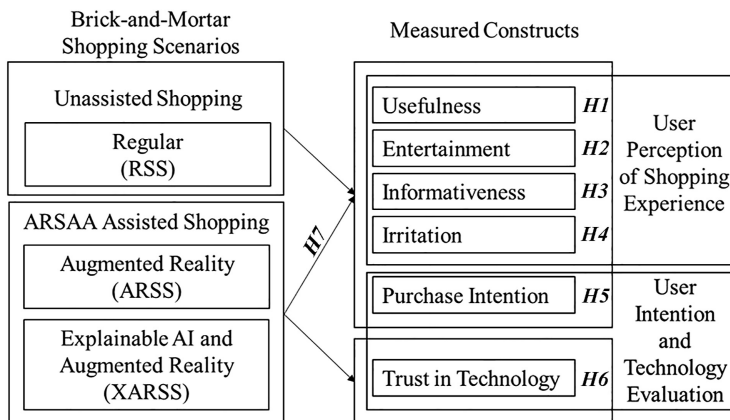 Brick-and-Mortar
Shopping Scenarios
Unassisted Shopping
Regular
(RSS)
ARSAA Assisted Shopping
Augmented Reality
(ARSS)
Explainable AI and
Augmented Reality
(XARSS)
H7
Measured Constructs
Usefulness H1
Entertainment H2
Informativeness H3
Irritation H4
User
Perception
of Shopping
Experience
Purchase Intention H5
Trust in Technology H6
User
Intention
and
Technology
Evaluation